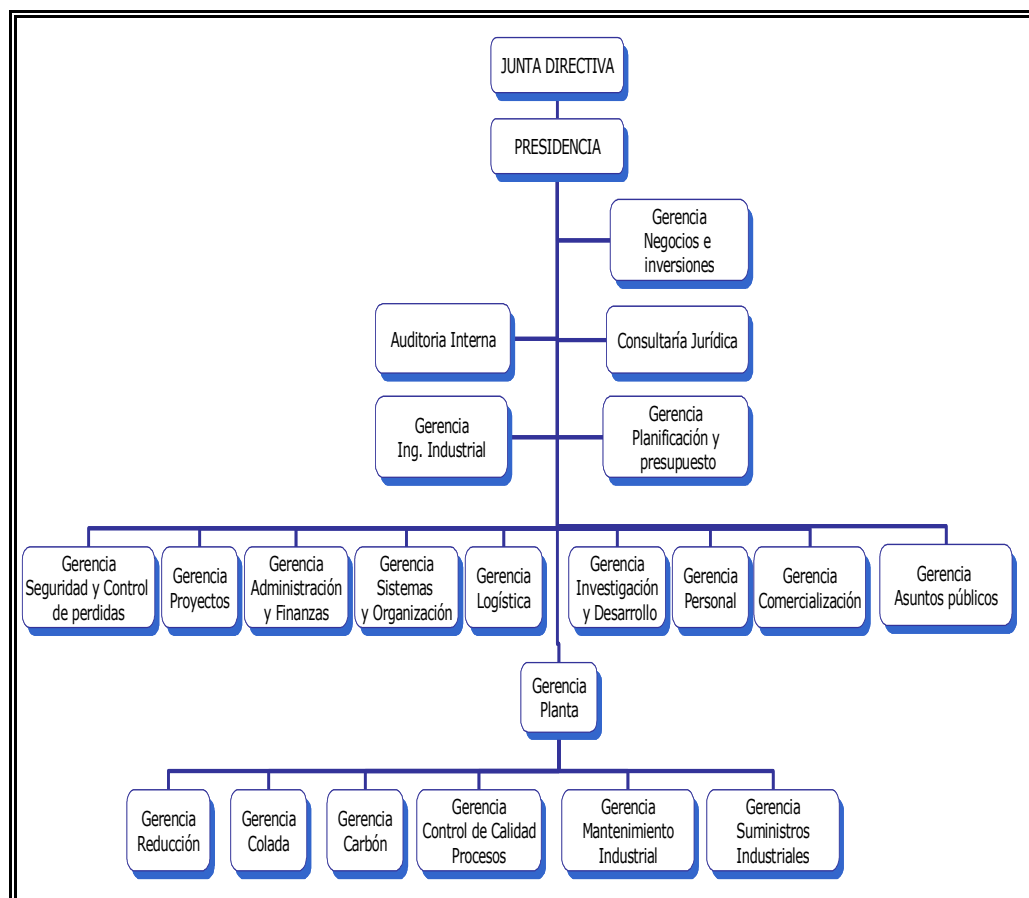 JUNTA DIRECTIVA
PRESIDENCIA
Gerencia
Negocios e
inversiones
Auditoria Interna
Consultaría Jurídica
Gerencia
Ing. Industrial
Gerencia
Planificación y
presupuesto
Gerencia
Seguridad y Control
de perdidas
Gerencia
Proyectos
Gerencia
Administración
y Finanzas
Gerencia
Sistemas
y Organización
Gerencia
Logística
Gerencia
Investigación
y Desarrollo
Gerencia
Personal
Gerencia
Comercialización
Gerencia
Asuntos públicos
Gerencia
Planta
Gerencia
Reducción
Gerencia
Colada
Gerencia
Carbón
Gerencia
Control de Calidad
Procesos
Gerencia
Mantenimiento
Industrial
Gerencia
Suministros
Industriales